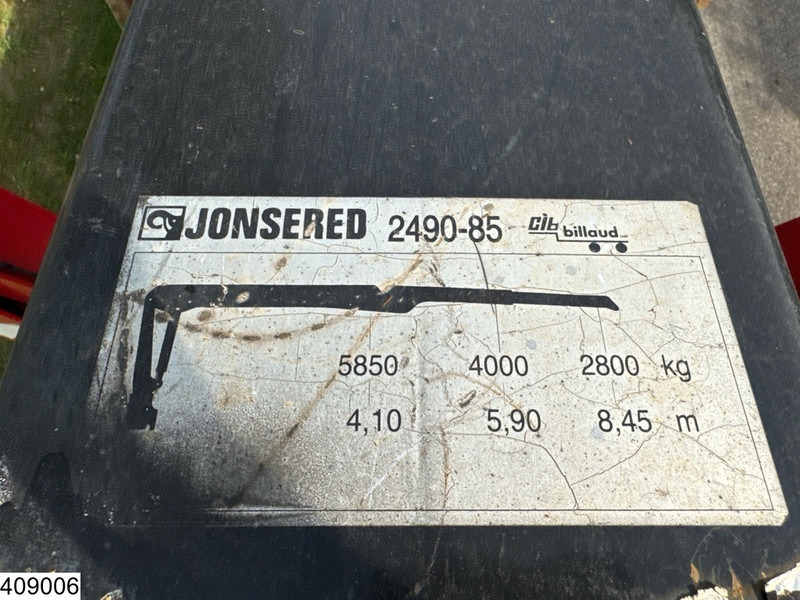 JONSERED 2490-85 cib billaud
5850 4000 2800 kg
4,10 5,90 8,45 m
409006